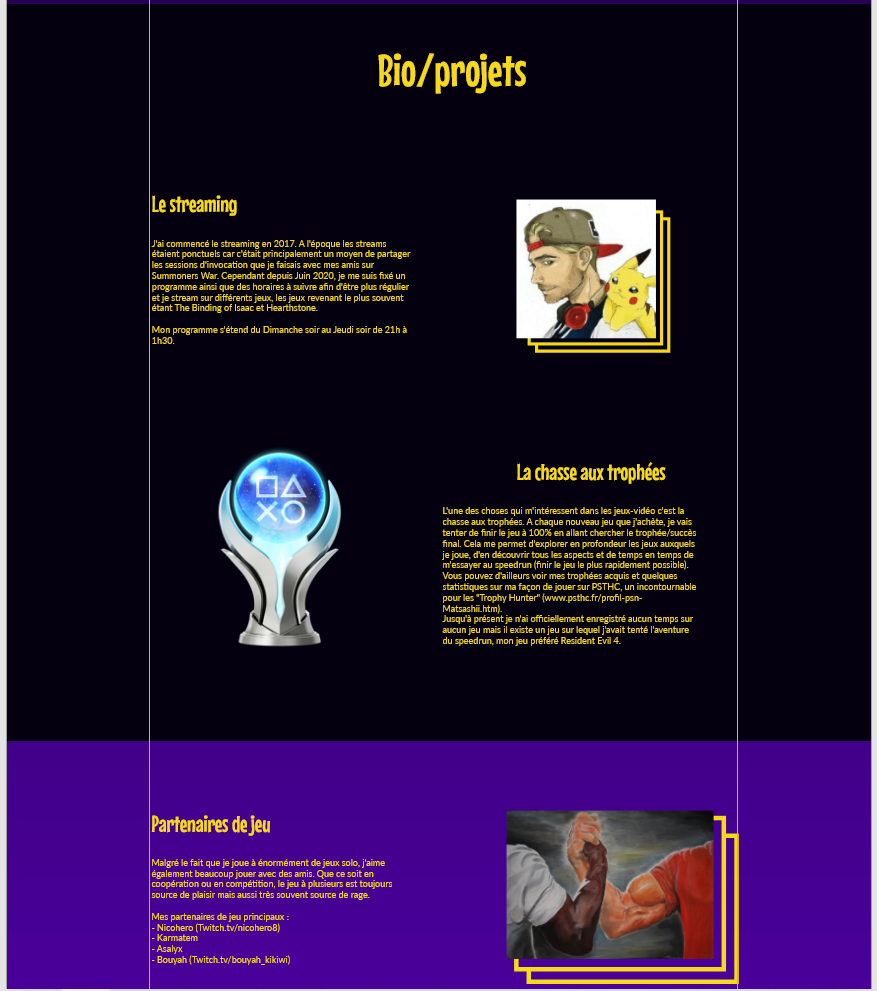 Bio/projets
Le streaming
J'ai commencé le streaming en 2017. A l'époque les streams
étaient ponctuels car c'était principalement un moyen de partager
les sessions d'invocation que je faisais avec mes amis sur
Summoners War. Cependant depuis Juin 2020, je me suis fixé un
programme ainsi que des horaires à suivre afin d'être plus régulier
et je stream sur différents jeux, les jeux revenant le plus souvent
étant The Binding of Isaac et Hearthstone.
Mon programme s'étend du Dimanche soir au Jeudi soir de 21h à
1h30.
La chasse aux trophées
L'une des choses qui m'intéressent dans les jeux-vidéo c'est la
chasse aux trophées. A chaque nouveau jeu que j'achète, je vais
tenter de finir le jeu à 100% en allant chercher le trophée/succès
final. Cela me permet d'explorer en profondeur les jeux auxquels
je joue, d'en découvrir tous les aspects et de temps en temps de
m'essayer au speedrun (finir le jeu le plus rapidement possible).
Vous pouvez d'ailleurs voir mes trophées acquis et quelques
statistiques sur ma façon de jouer sur PSTHC, un incontournable
pour les "Trophy Hunter" (www.psthc.fr/profil-psn-
Matsashii.htm).
Jusqu'à présent je n'ai officiellement enregistré aucun temps sur
aucun jeu mais il existe un jeu sur lequel j'avait tenté l'aventure
du speedrun, mon jeu préféré Resident Evil 4.
Partenaires de jeu
Malgré le fait que je joue à énormément de jeux solo, j'aime
également beaucoup jouer avec des amis. Que ce soit en
coopération ou en compétition, le jeu à plusieurs est toujours
source de plaisir mais aussi très souvent source de rage.
Mes partenaires de jeu principaux :
- Nicohero (Twitch.tv/nicohero8)
- Karmatem
- Asalyx
- Bouyah (Twitch.tv/bouyah_kikiwi)